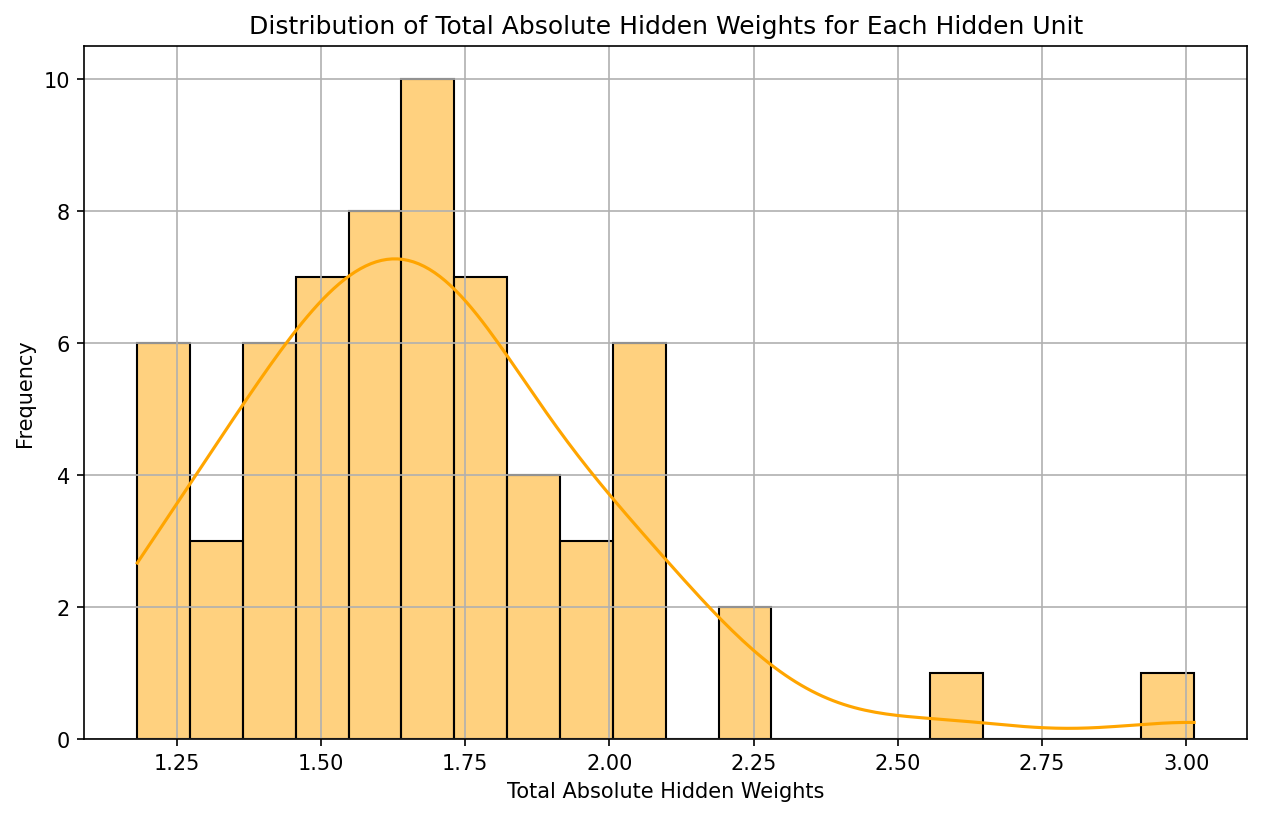 Distribution of Total Absolute Hidden Weights for Each Hidden Unit
Frequency
10
8
6
4
2
0
1.25 1.50 1.75 2.00 2.25 2.50 2.75 3.00
Total Absolute Hidden Weights